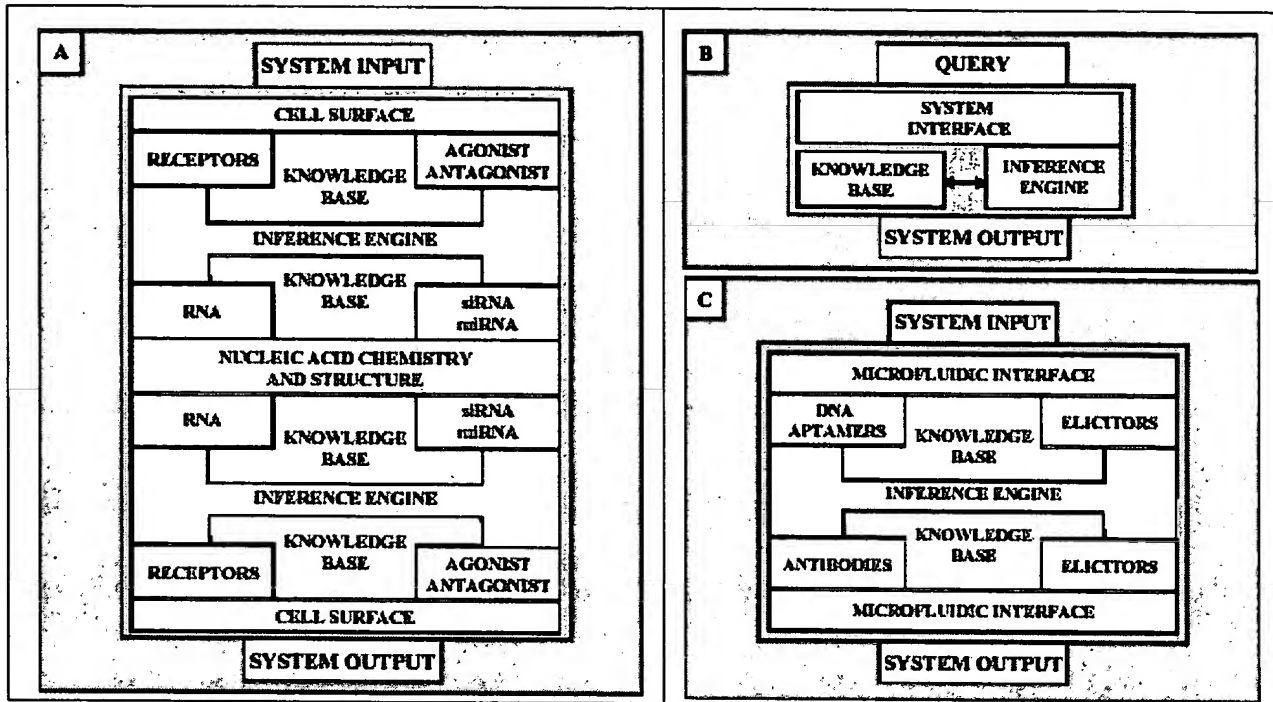 A
SYSTEM INPUT
CELL SURFACE
RECEPTORS
KNOWLEDGE
BASE
AGONIST
ANTAGONIST
INFERENCE ENGINE
KNOWLEDGE
BASE
RNA
siRNA
miRNA
NUCLEIC ACID CHEMISTRY
AND STRUCTURE
RNA
KNOWLEDGE
BASE
siRNA
miRNA
INFERENCE ENGINE
KNOWLEDGE
BASE
RECEPTORS
AGONIST
ANTAGONIST
CELL SURFACE
SYSTEM OUTPUT
B
QUERY
SYSTEM
INTERFACE
KNOWLEDGE
BASE
INFERENCE
ENGINE
SYSTEM OUTPUT
C
SYSTEM INPUT
MICROFLUIDIC INTERFACE
DNA
APTAMERS
KNOWLEDGE
BASE
ELICITORS
INFERENCE ENGINE
KNOWLEDGE
BASE
ANTIBODIES
ELICITORS
MICROFLUIDIC INTERFACE
SYSTEM OUTPUT